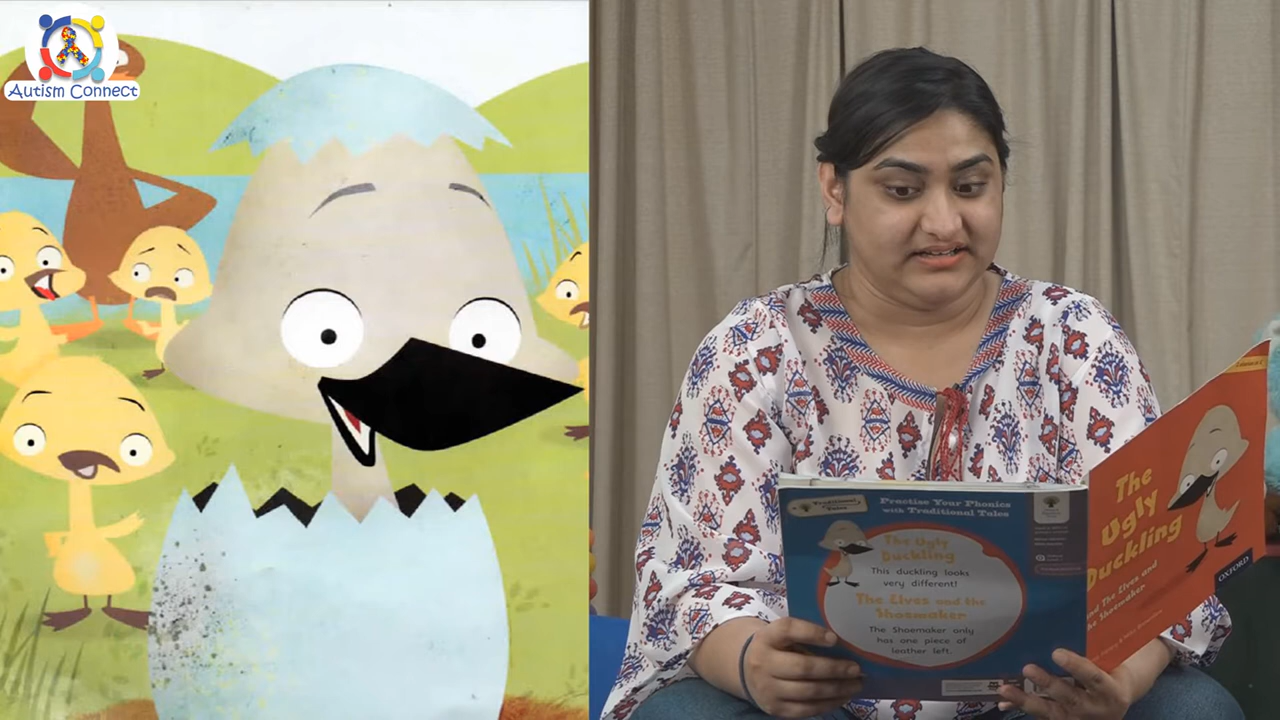 Autism Connect
Traditional
Tales
Practise Your Phonics
with Traditional Tales
The Ugly
Duckling
This duckling looks
very different!
The Elves and the
Shoemaker
The Shoemaker only
has one piece of
leather left.
The
Ugly
Duckling
and The Elves and
the Shoemaker
OXFORD